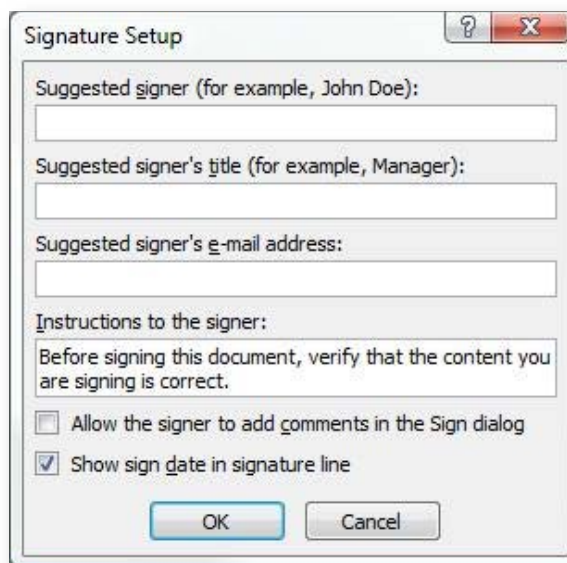 Signature Setup
Suggested signer (for example, John Doe):
Suggested signer's title (for example, Manager):
Suggested signer's e-mail address:
Instructions to the signer:
Before signing this document, verify that the content you
are signing is correct.
Allow the signer to add comments in the Sign dialog
Show sign date in signature line
OK Cancel